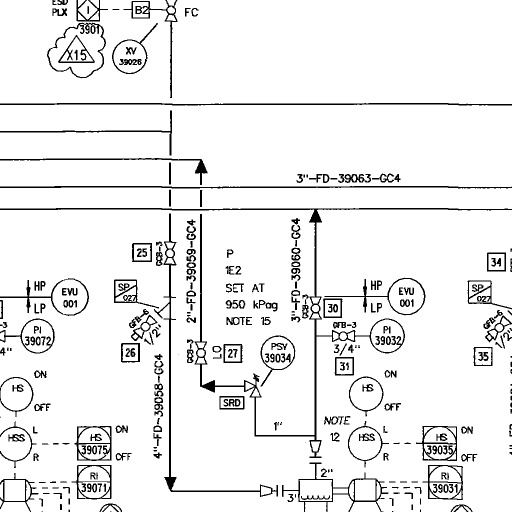 ESD
PLX
I
3901
B2
FC
X15
XV
39026
3"-FD-39063-GC4
25
GCB-3
2"-FD-39059-GC4
P
1E2
SET AT
950 kPag
NOTE 15
3"-FD-39060-GC4
34
HP
LP
EVU
001
SP
027
GFB-6
1/2"
26
GCB-3
30
HP
LP
EVU
001
SP
027
GFB-6
1/2"
35
PI
39072
GCB-3
LO
27
PSV
39034
GFB-3
3/4"
31
PI
39032
4"-FD-39058-GC4
SRD
HS
ON
OFF
HS
ON
OFF
1"
NOTE
12
HSS
L
R
HS
39075
ON
OFF
HSS
L
R
HS
39035
ON
OFF
RI
39071
3"
2"
RI
39031